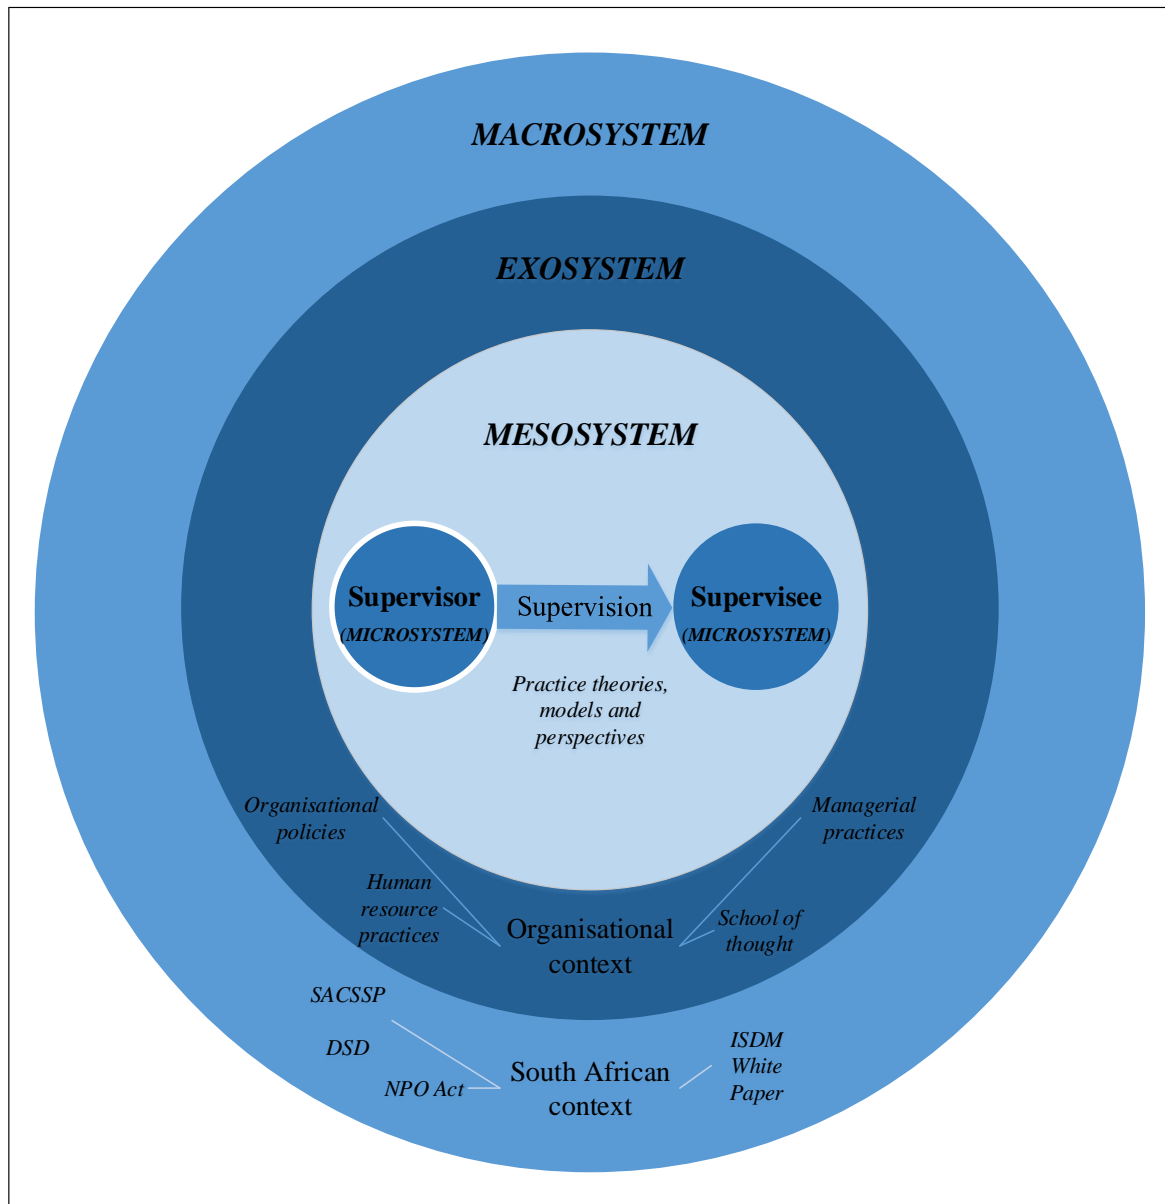 MACROSYSTEM
EXOSYSTEM
MESOSYSTEM
Supervisor
(MICROSYSTEM)
Supervision
Supervisee
(MICROSYSTEM)
Practice theories,
models and
perspectives
Organisational
policies
Managerial
practices
Human
resource
practices
Organisational
context
School of
thought
SACSSP
DSD
NPO Act
South African
context
ISDM
White
Paper